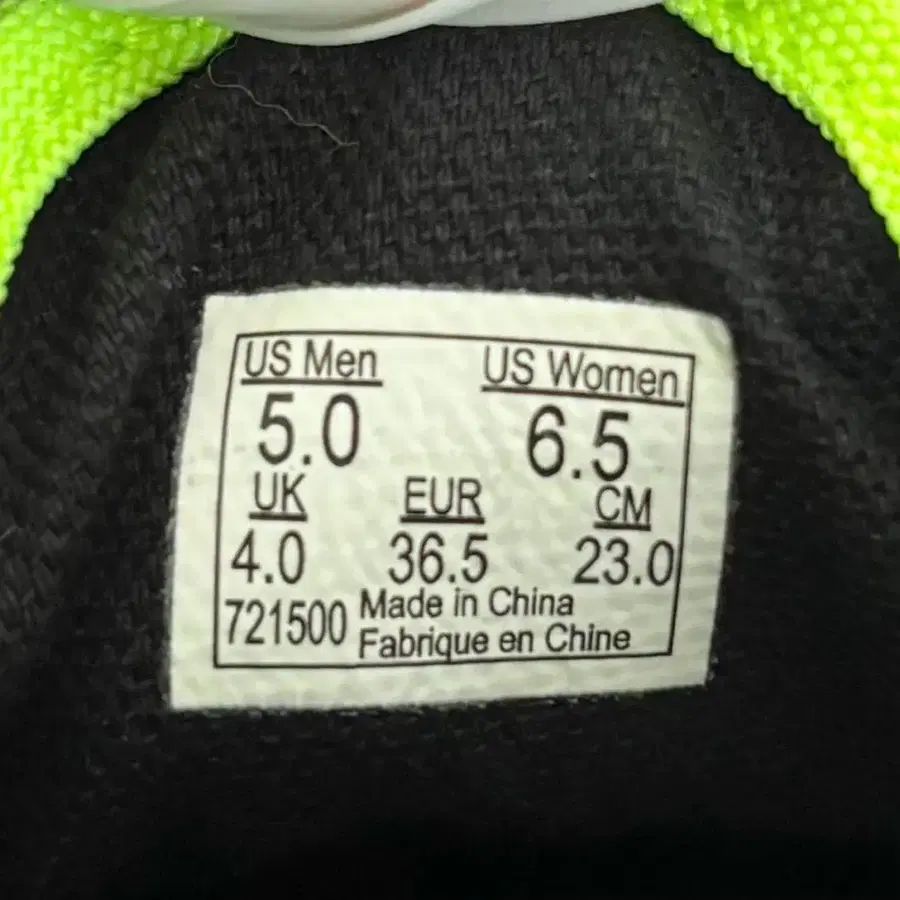 US Men US Women
5.0 6.5
UK EUR CM
4.0 36.5 23.0
721500 Made in China
Fabrique en Chine